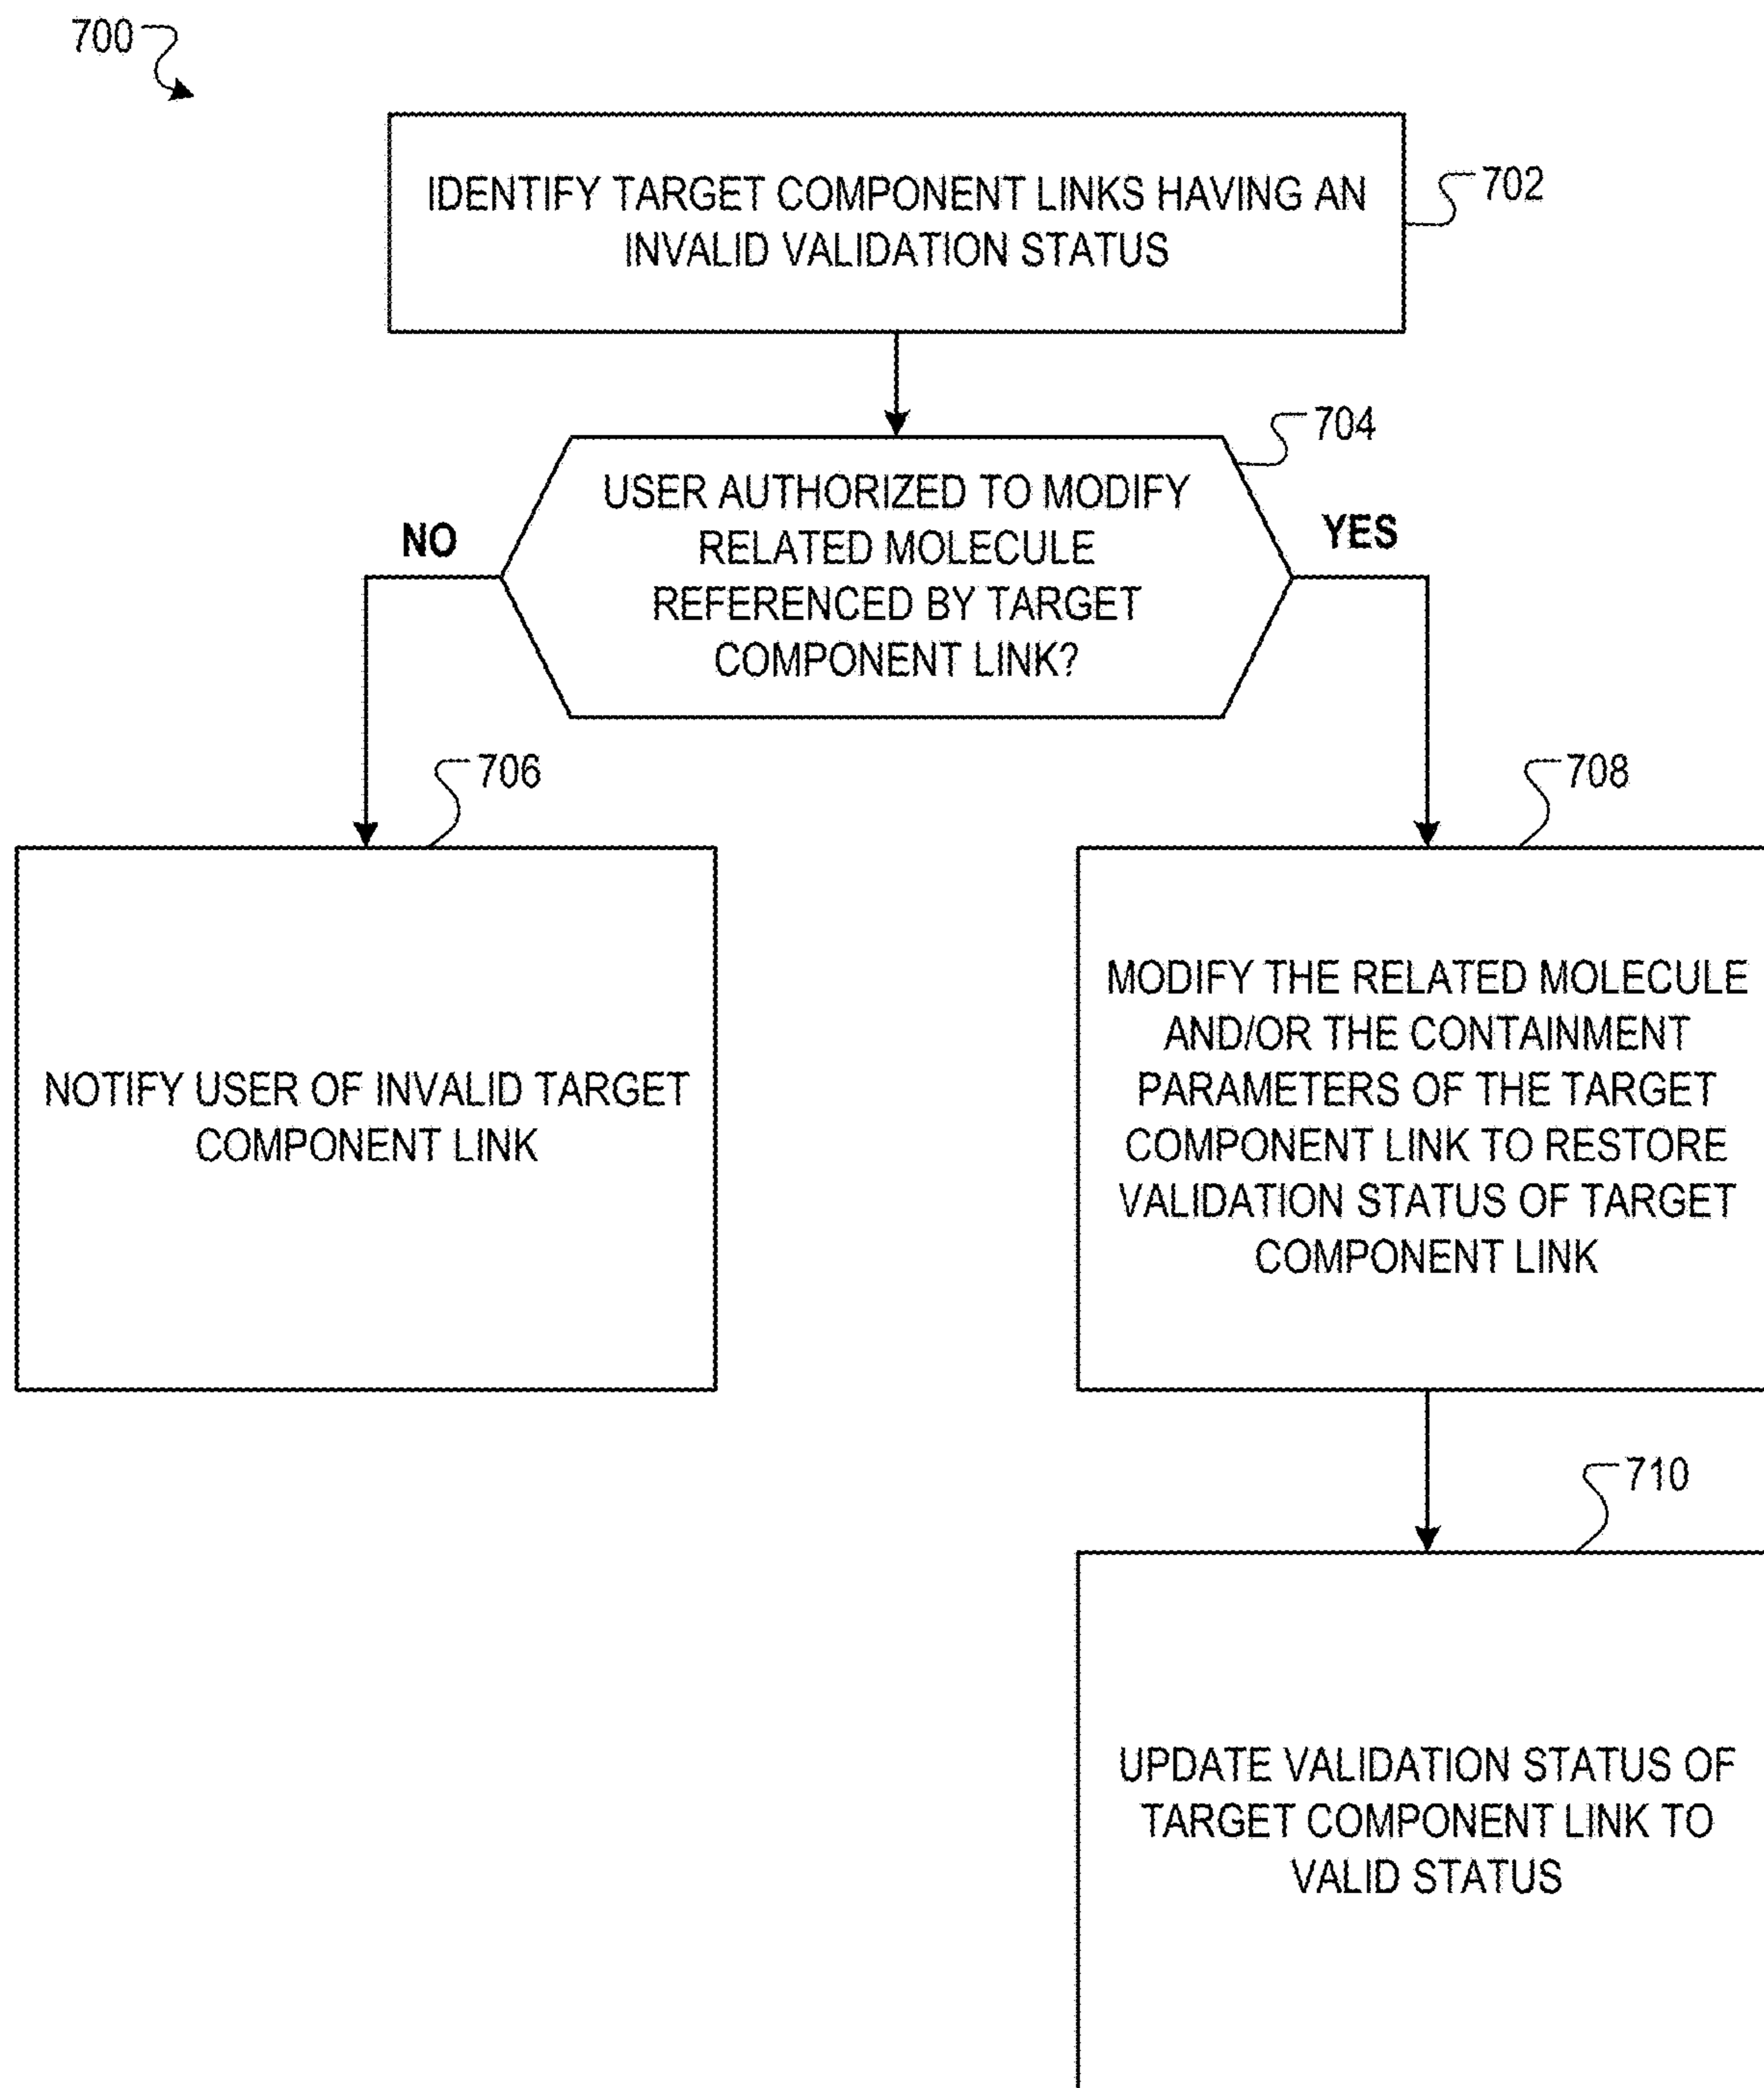 700
IDENTIFY TARGET COMPONENT LINKS HAVING AN
INVALID VALIDATION STATUS
702
704
USER AUTHORIZED TO MODIFY
RELATED MOLECULE
REFERENCED BY TARGET
COMPONENT LINK?
NO
YES
706
NOTIFY USER OF INVALID TARGET
COMPONENT LINK
708
MODIFY THE RELATED MOLECULE
AND/OR THE CONTAINMENT
PARAMETERS OF THE TARGET
COMPONENT LINK TO RESTORE
VALIDATION STATUS OF TARGET
COMPONENT LINK
710
UPDATE VALIDATION STATUS OF
TARGET COMPONENT LINK TO
VALID STATUS